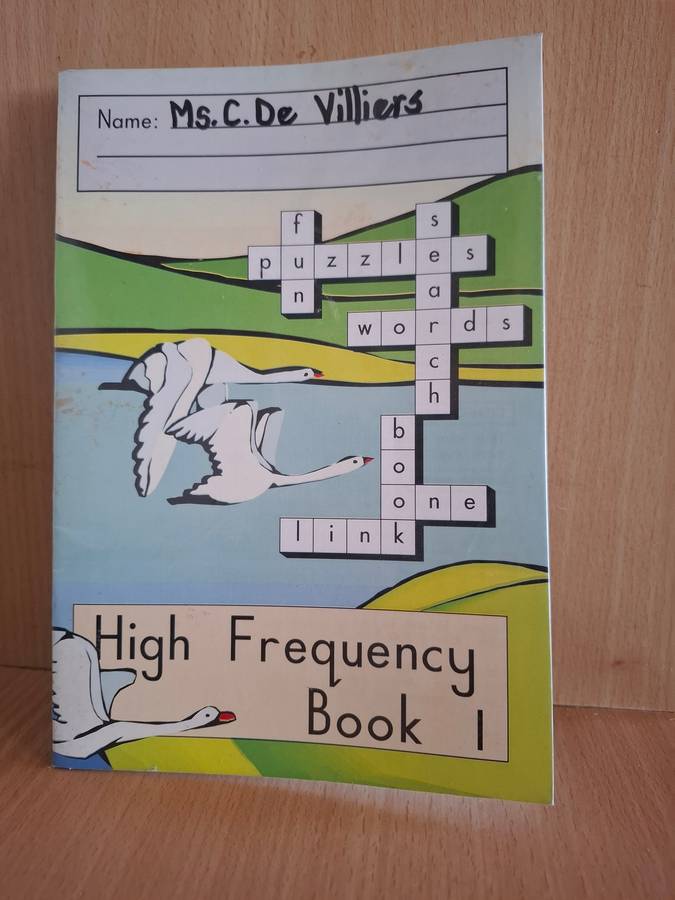 Name: Ms. C. De Villiers
fun
search
puzzles
words
book
one
link
High Frequency
Book 1